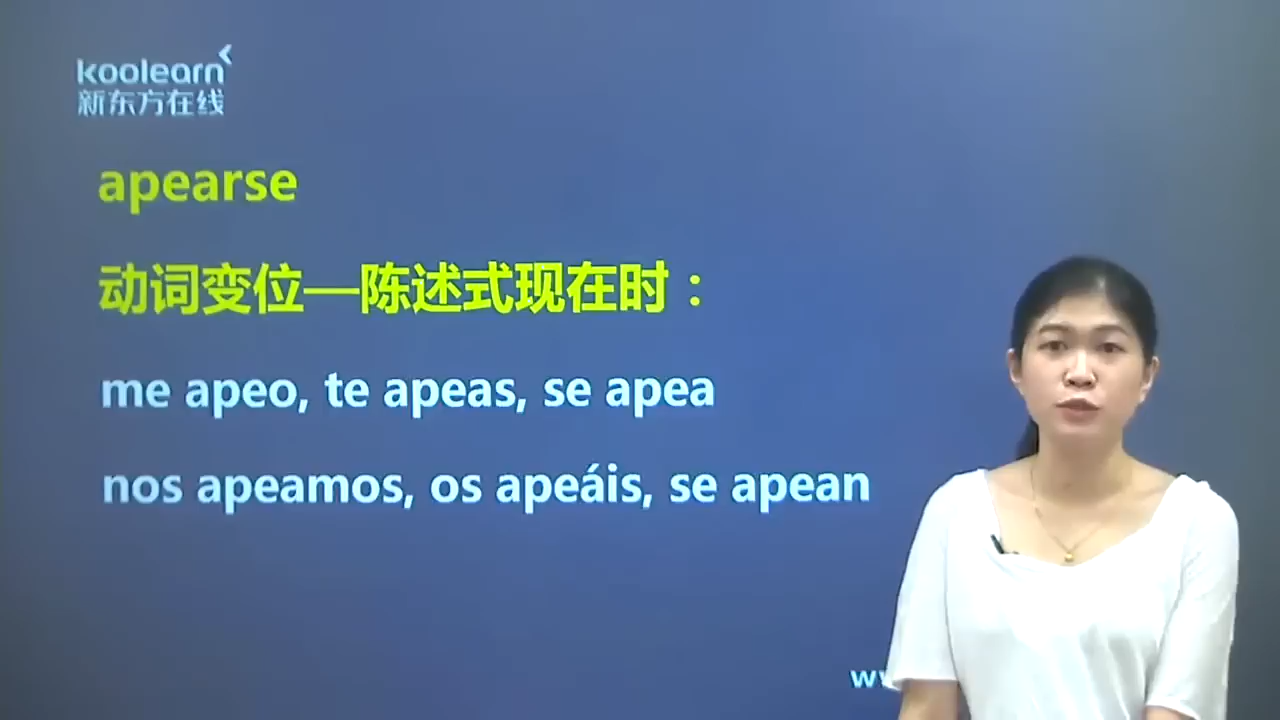 koolearn
新东方在线
apearse
动词变位—陈述式现在时：
me apeo, te apeas, se apea
nos apeamos, os apeáis, se apean